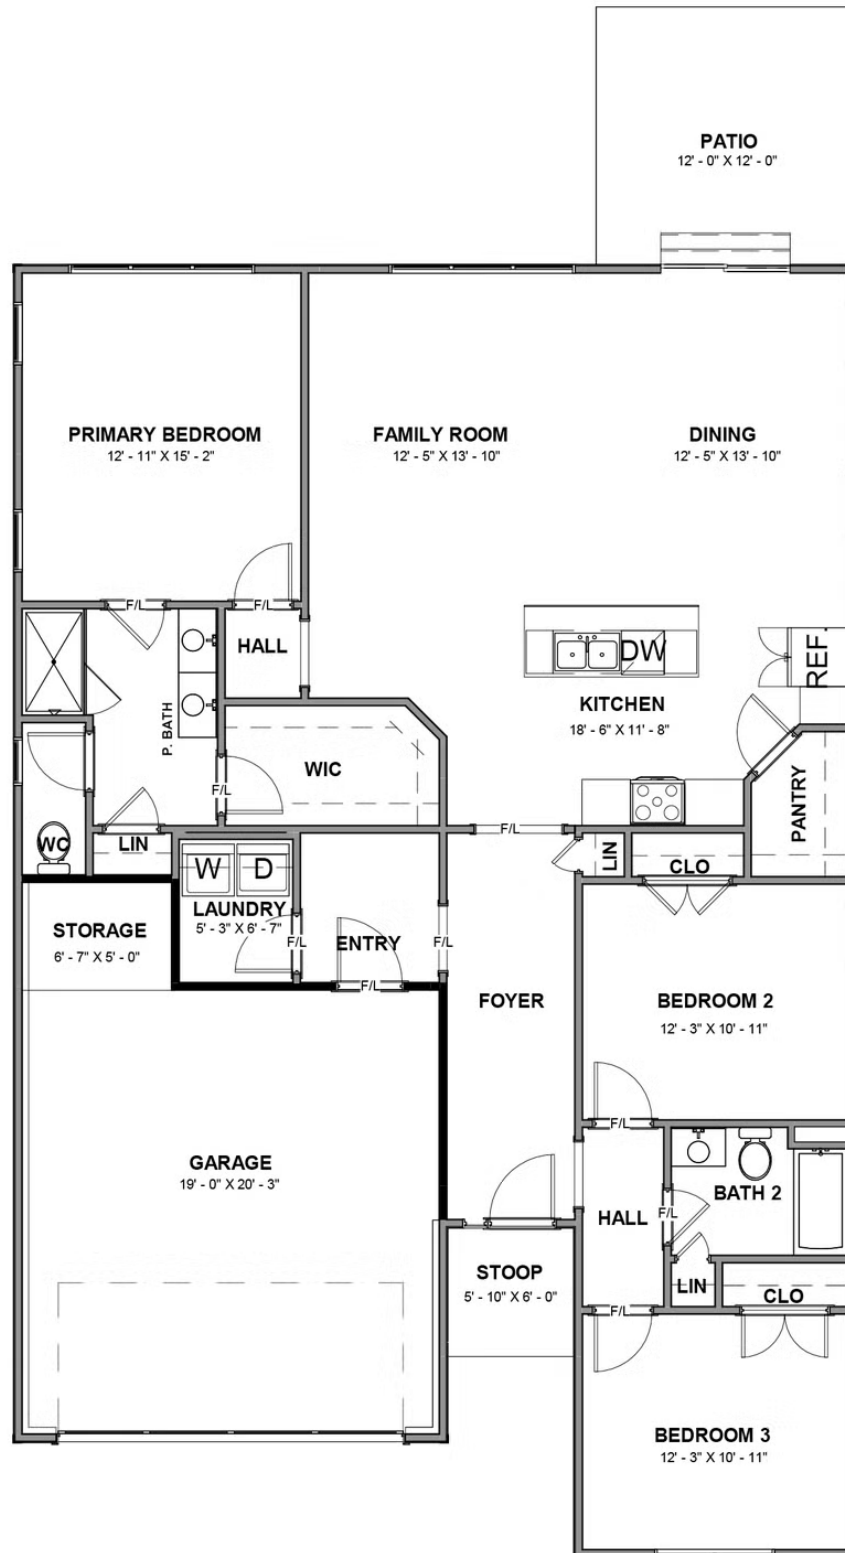 PATIO
12' - 0" X 12' - 0"
PRIMARY BEDROOM
12' - 11" X 15' - 2"
FAMILY ROOM
12' - 5" X 13' - 10"
DINING
12' - 5" X 13' - 10"
F/L
F/L
HALL
DW
REF.
P. BATH
KITCHEN
18' - 6" X 11' - 8"
WIC
F/L
PANTRY
F/L
WC
LIN
LIN
CLO
W
D
LAUNDRY
5' - 3" X 6' - 7"
STORAGE
6' - 7" X 5' - 0"
F/L
ENTRY
F/L
F/L
FOYER
BEDROOM 2
12' - 3" X 10' - 11"
F/L
GARAGE
19' - 0" X 20' - 3"
BATH 2
HALL
F/L
STOOP
5' - 10" X 6' - 0"
LIN
CLO
F/L
BEDROOM 3
12' - 3" X 10' - 11"